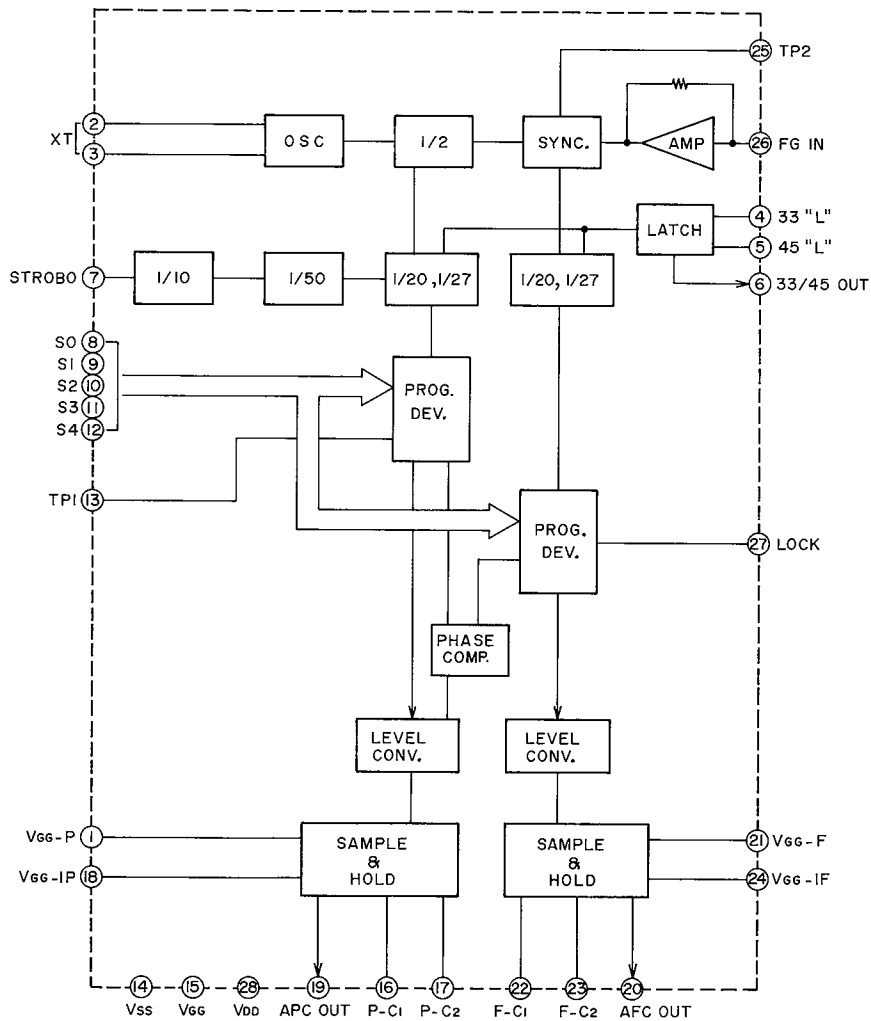 25 TP2
XT 2
3
OSC
1/2
SYNC.
AMP
26 FG IN
4 33 "L"
LATCH
5 45 "L"
STROBO 7
1/10
1/50
1/20, 1/27
1/20, 1/27
6 33/45 OUT
S0 8
S1 9
S2 10
S3 11
S4 12
PROG.
DEV.
TP1 13
PROG.
DEV.
27 LOCK
PHASE
COMP.
LEVEL
CONV.
LEVEL
CONV.
VGG-P 1
SAMPLE
&
HOLD
VGG-IP 18
SAMPLE
&
HOLD
21 VGG-F
24 VGG-IF
14 15 28 19 16 17 22 23 20
VSS VGG VDD APC OUT P-C1 P-C2 F-C1 F-C2 AFC OUT